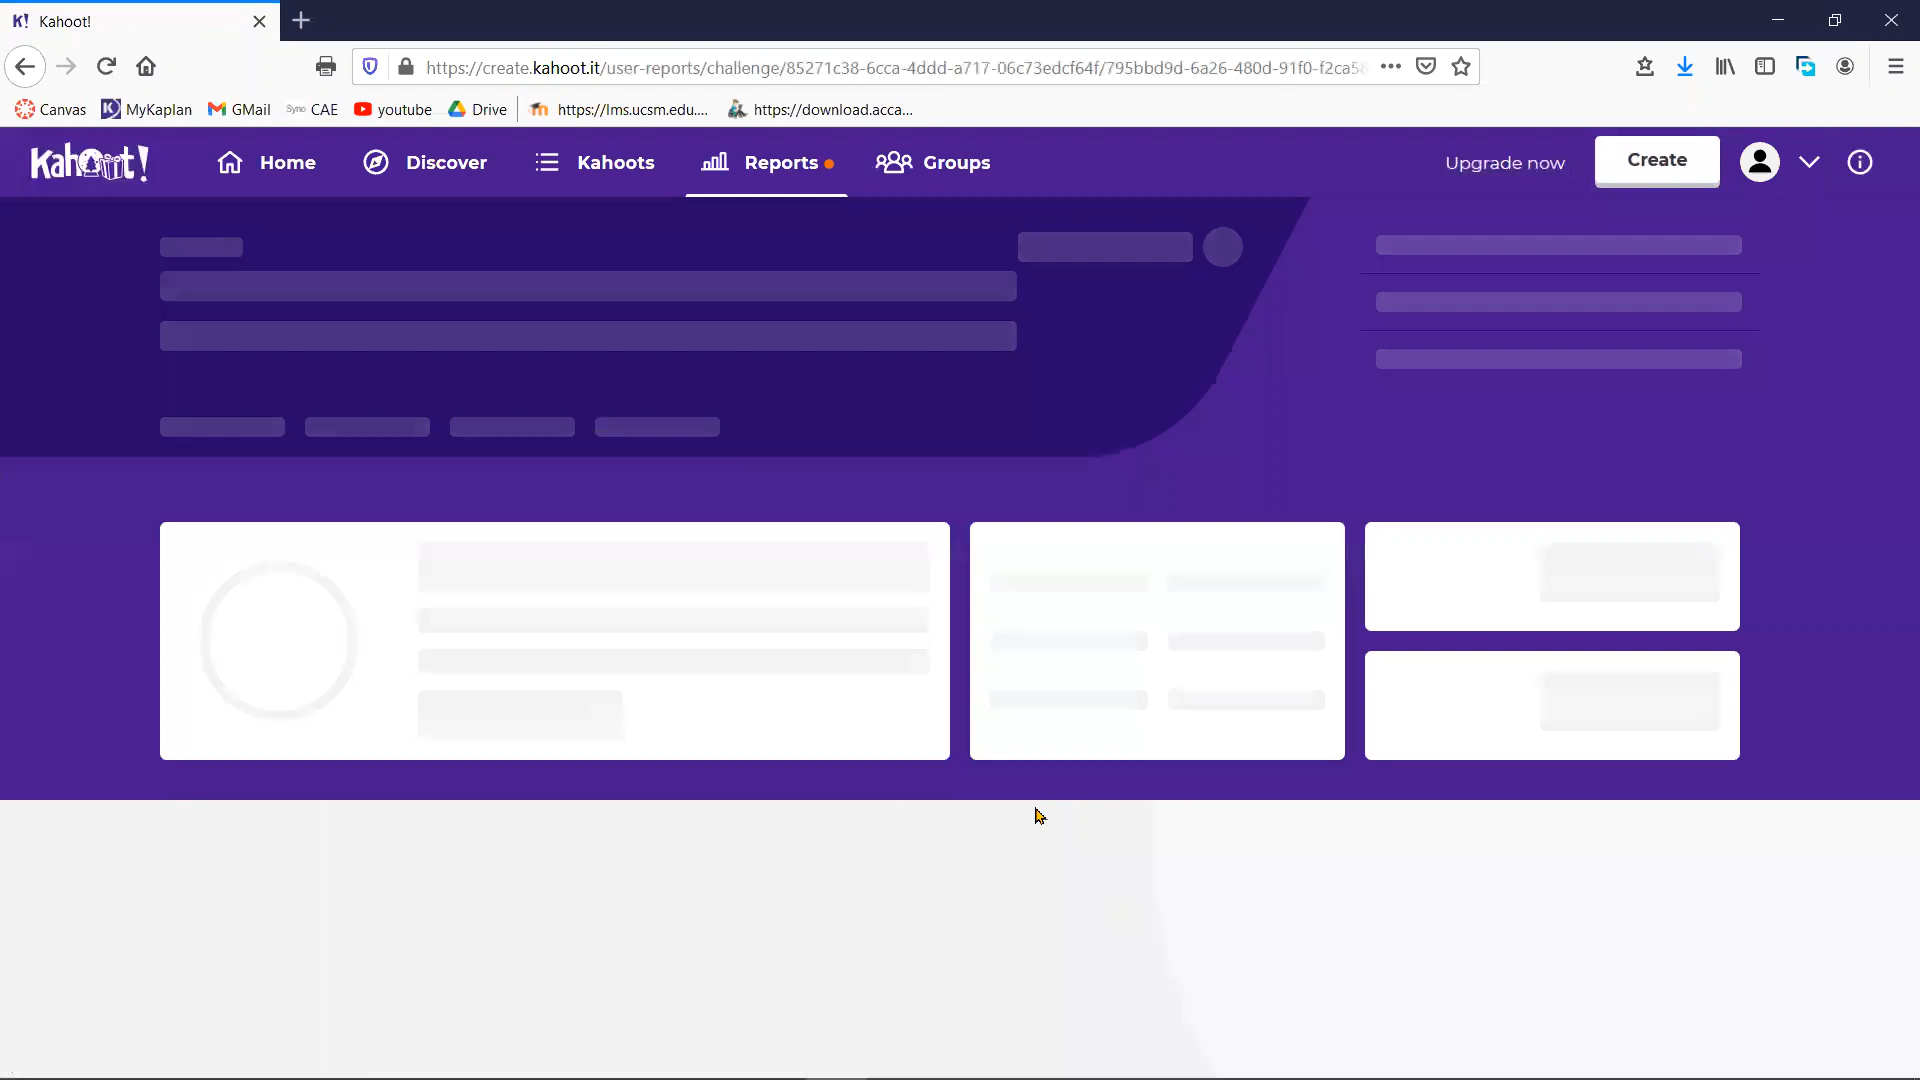 K! Kahoot!
https://create.kahoot.it/user-reports/challenge/85271c38-6cca-4ddd-a717-06c73edcf64f/795bbd9d-6a26-480d-91f0-f2ca58
Canvas MyKaplan GMail Sync CAE youtube Drive https://lms.ucsm.edu.... https://download.acca...
Kahoot! Home Discover Kahoots Reports Groups Upgrade now Create